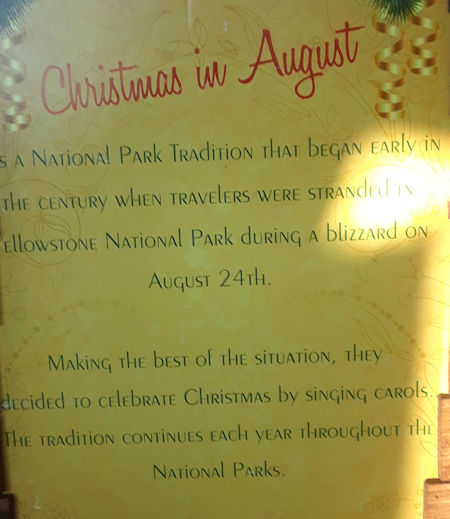 Christmas in August
s a National Park Tradition that began early in
the century when travelers were stranded in
ellowstone National Park during a blizzard on
August 24th.
Making the best of the situation, they
decided to celebrate Christmas by singing carols.
The tradition continues each year throughout the
National Parks.